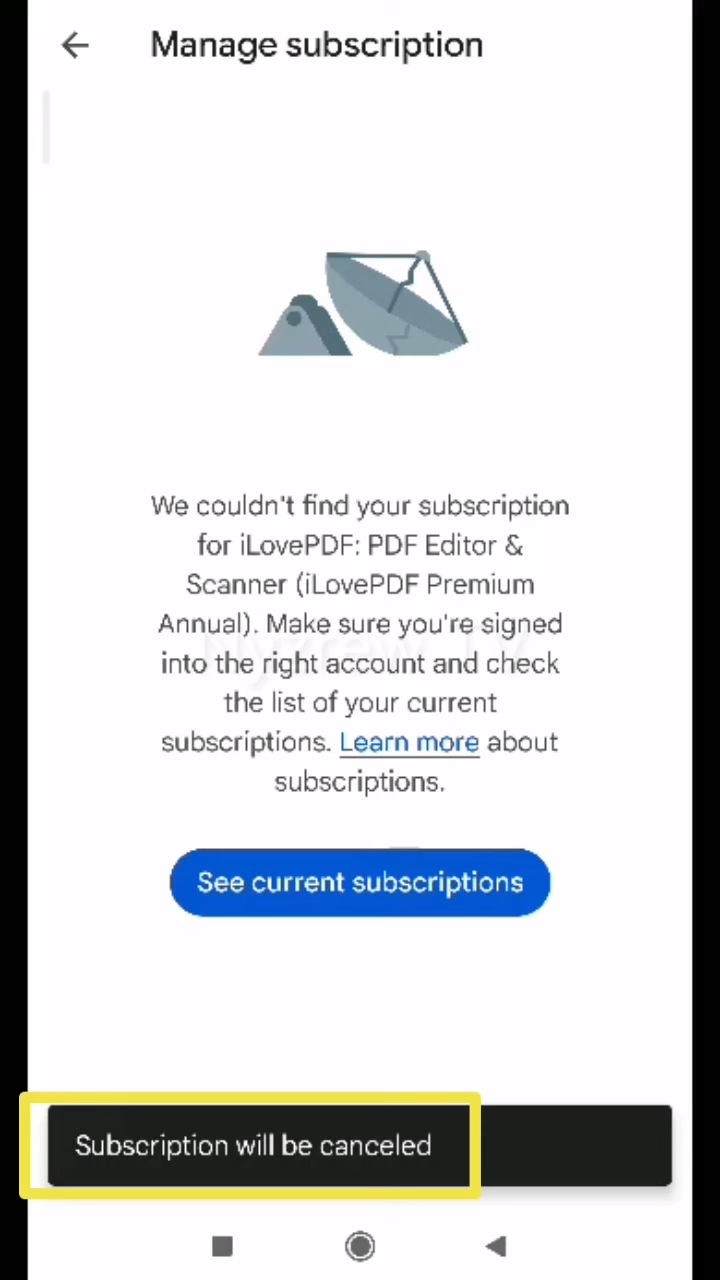 Manage subscription
We couldn't find your subscription
for iLovePDF: PDF Editor &
Scanner (iLovePDF Premium
Annual). Make sure you're signed
into the right account and check
the list of your current
subscriptions. Learn more about
subscriptions.
See current subscriptions
Subscription will be canceled